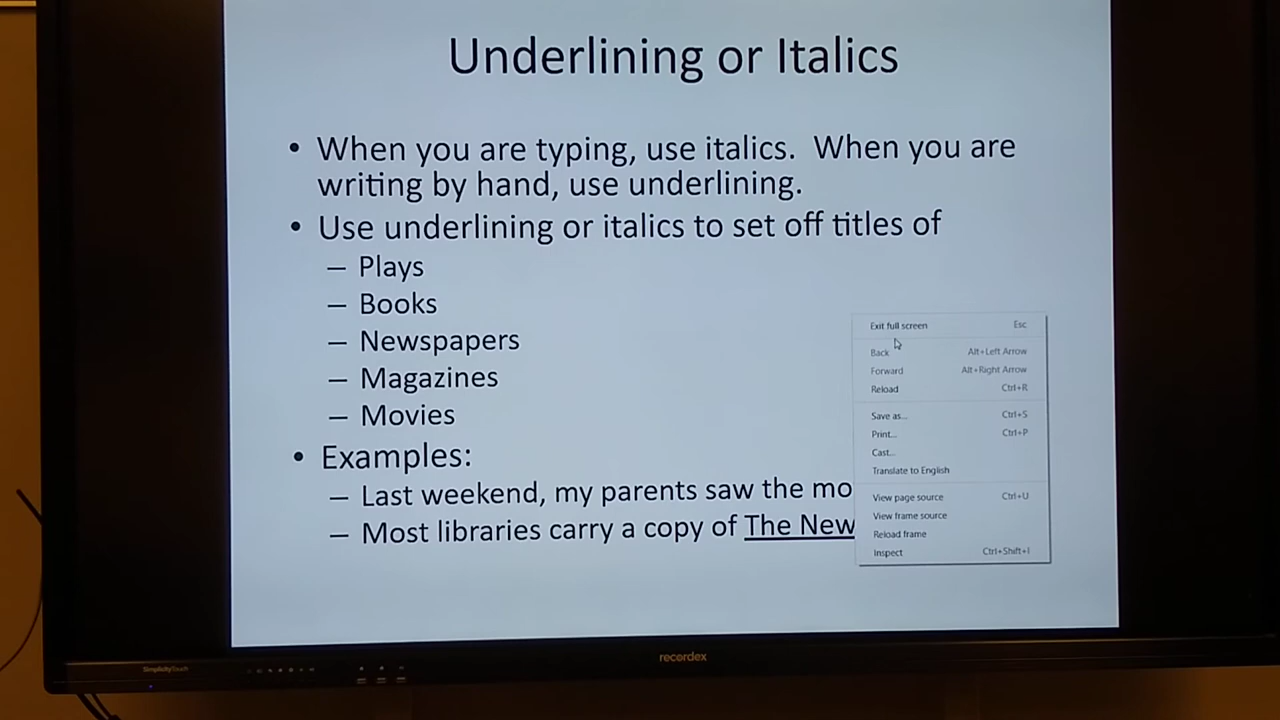 Underlining or Italics
• When you are typing, use italics.  When you are
writing by hand, use underlining.
• Use underlining or italics to set off titles of
– Plays
– Books
– Newspapers
– Magazines
– Movies
• Examples:
– Last weekend, my parents saw the mo
– Most libraries carry a copy of The New
Exit full screen Esc
Back Alt+Left Arrow
Forward Alt+Right Arrow
Reload Ctrl+R
Save as... Ctrl+S
Print... Ctrl+P
Cast...
Translate to English
View page source Ctrl+U
View frame source
Reload frame
Inspect Ctrl+Shift+I
SimplicityTouch
recordex